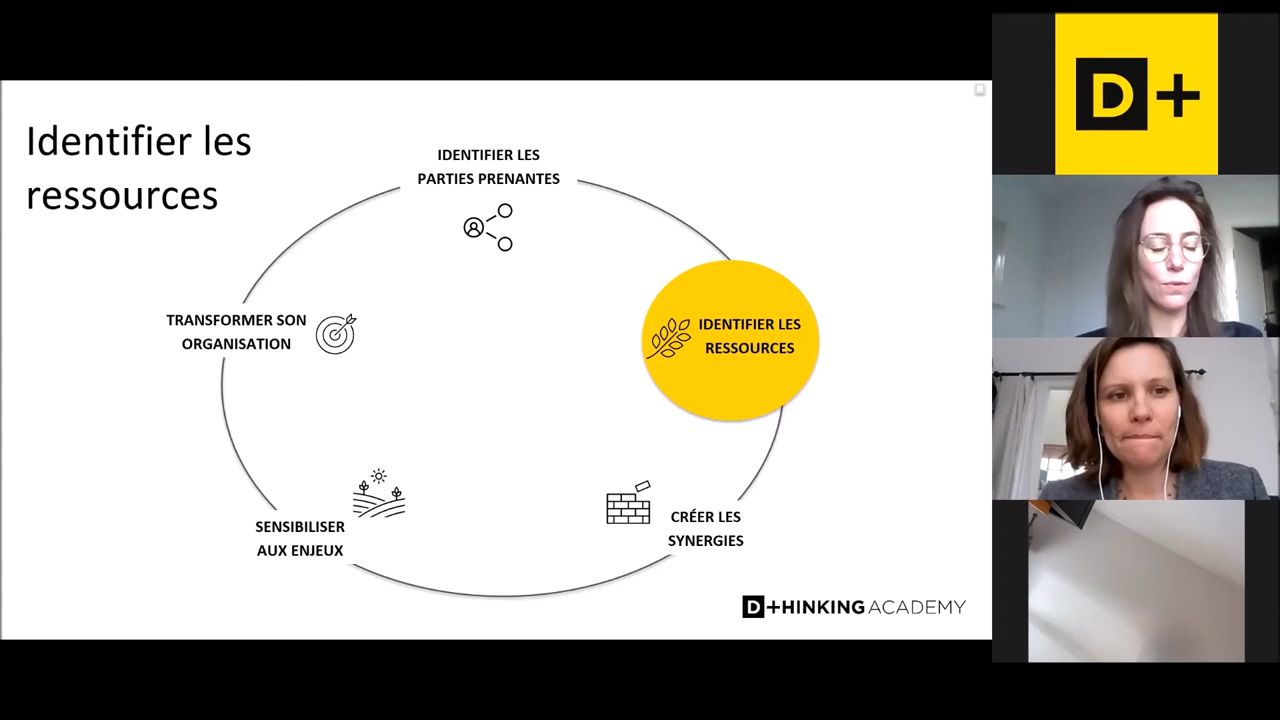 Identifier les
ressources
IDENTIFIER LES
PARTIES PRENANTES
IDENTIFIER LES
RESSOURCES
CRÉER LES
SYNERGIES
SENSIBILISER
AUX ENJEUX
TRANSFORMER SON
ORGANISATION
D+HINKING ACADEMY
D+